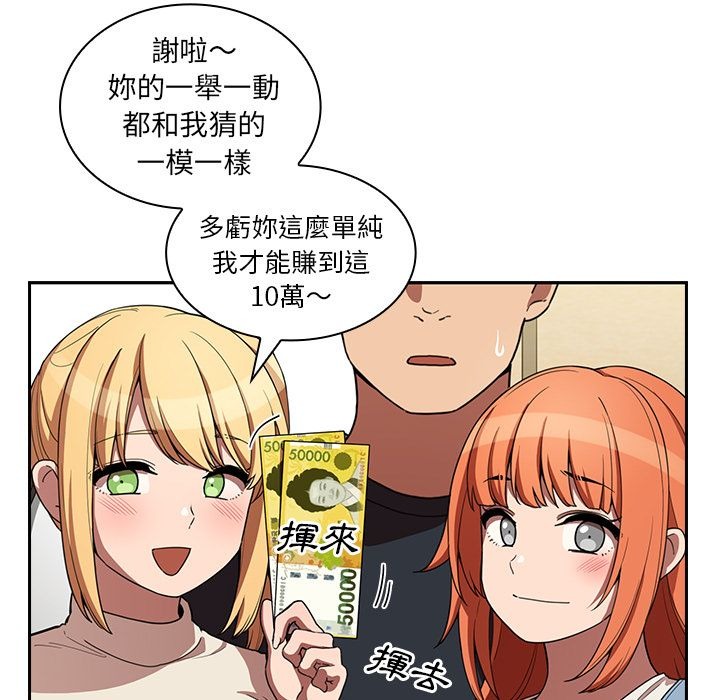 謝啦～
妳的一舉一動
都和我猜的
一模一樣
多虧妳這麼單純
我才能賺到這
10萬～
50000
揮來
50000
揮去